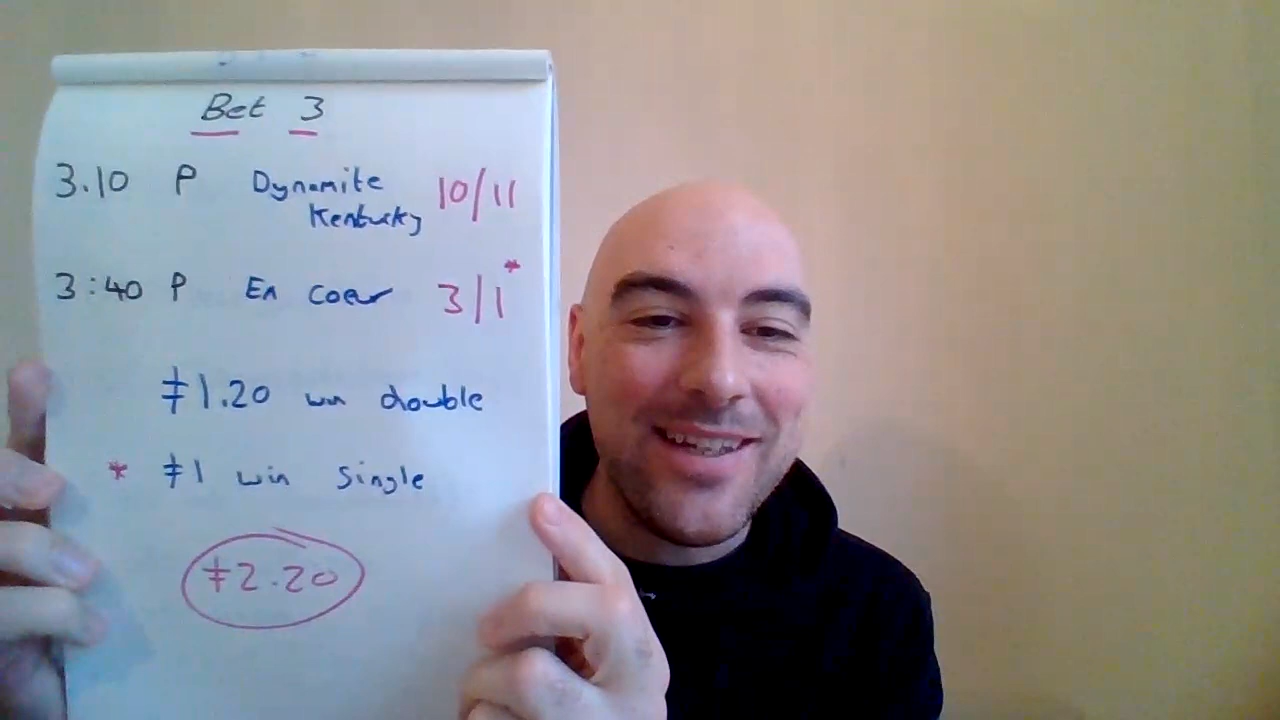 Bet 3
3.10 P Dynamite 10/11
Kentucky
3:40 P En Coeur 3/1*
£1.20 win double
* £1 win single
£2.20